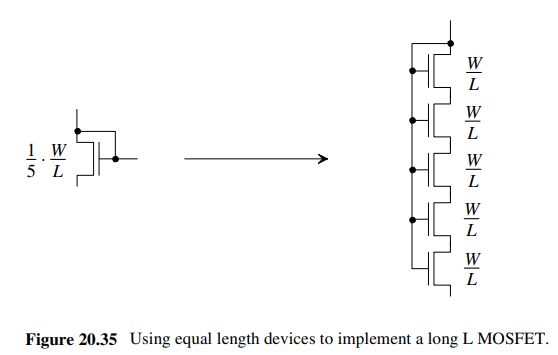 1/5 · W/L
W/L
W/L
W/L
W/L
W/L
Figure 20.35 Using equal length devices to implement a long L MOSFET.